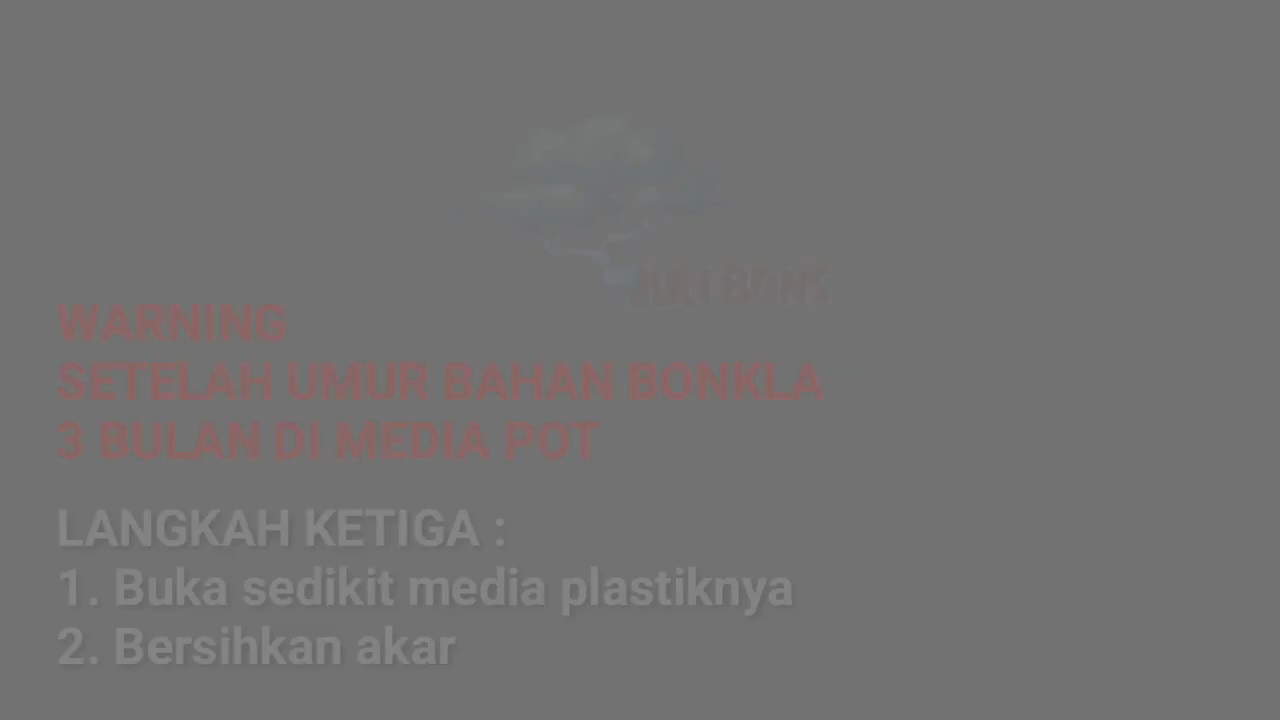 WARNING
SETELAH UMUR BAHAN BONKLA
3 BULAN DI MEDIA POT
LANGKAH KETIGA :
1. Buka sedikit media plastiknya
2. Bersihkan akar